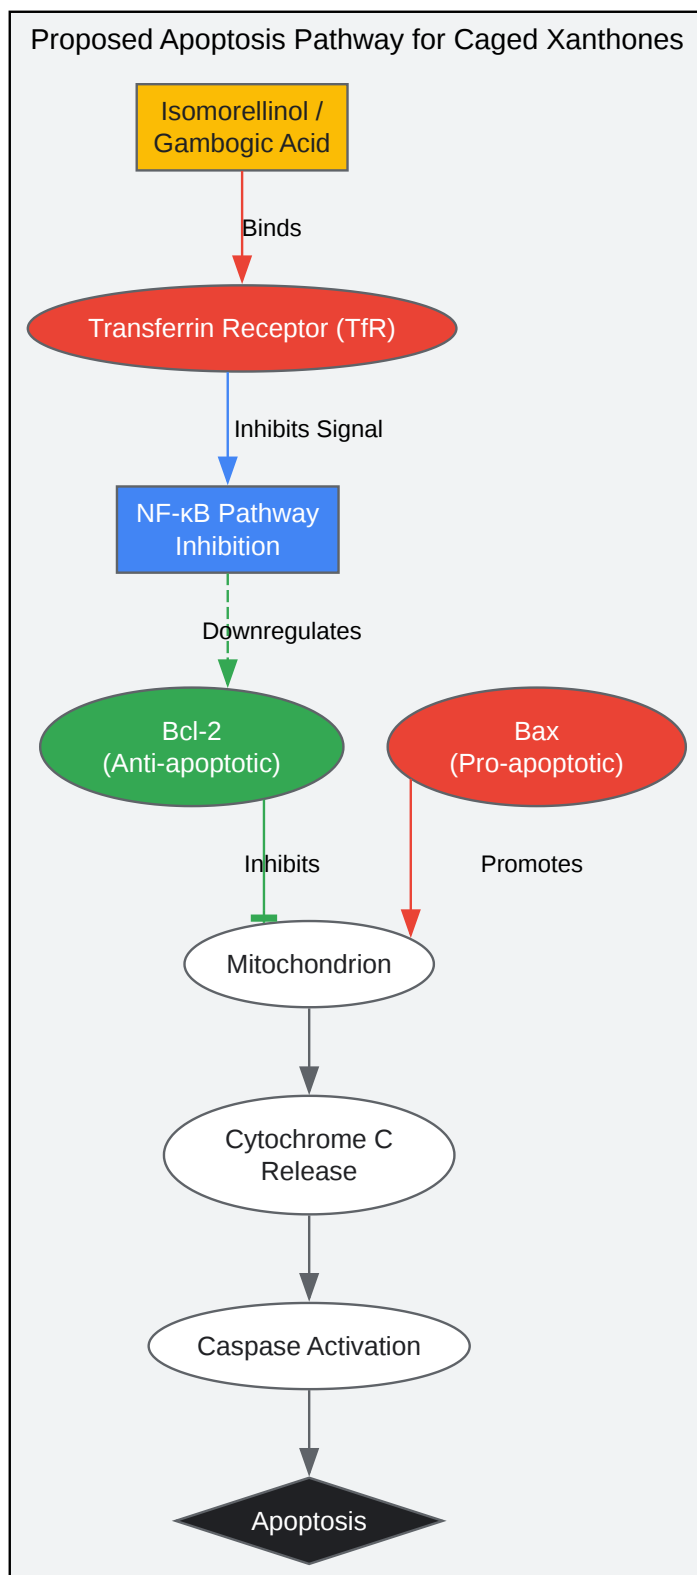 Proposed Apoptosis Pathway for Caged Xanthones
Isomorellinol /
Gambogic Acid
Binds
Transferrin Receptor (TfR)
Inhibits Signal
NF-κB Pathway
Inhibition
Downregulates
Bcl-2
(Anti-apoptotic)
Bax
(Pro-apoptotic)
Inhibits
Promotes
Mitochondrion
Cytochrome C
Release
Caspase Activation
Apoptosis